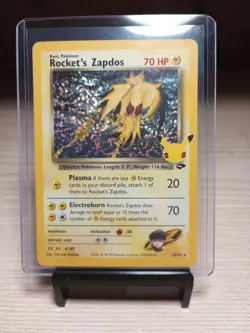 Basic Pokémon
Rocket's Zapdos 70 HP
Electric Pokémon. Length: 5' 3", Weight: 116 lbs.
Plasma If there are any Energy
cards in your discard pile, attach 1 of them
to Rocket's Zapdos.
20
Electroburn Rocket's Zapdos does
damage to itself equal to 10 times the
number of Energy cards attached to it.
70
weakness
resistance
-30
retreat cost